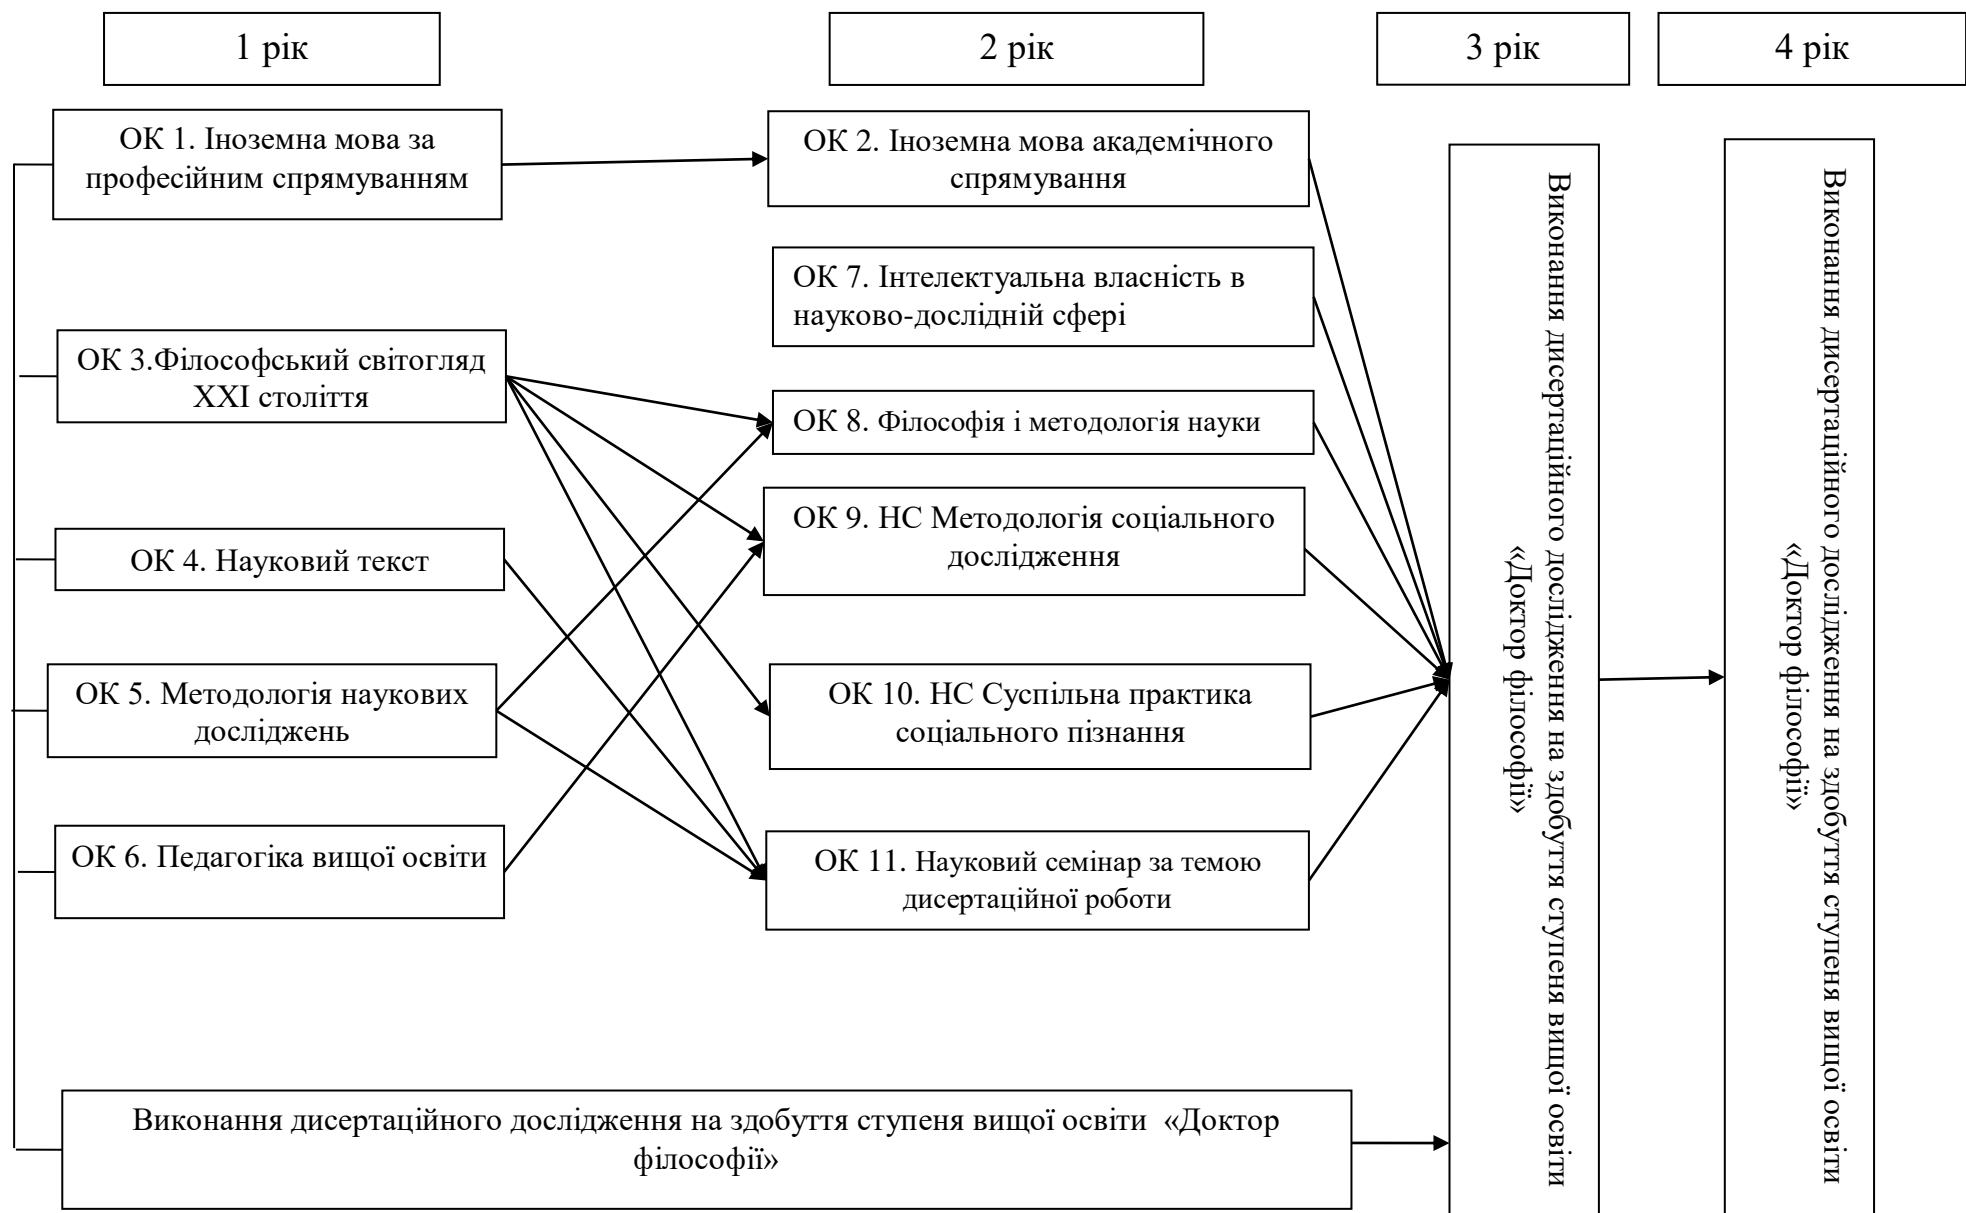 1 рік
2 рік
3 рік
4 рік
ОК 1. Іноземна мова за
професійним спрямуванням
ОК 2. Іноземна мова академічного
спрямування
ОК 7. Інтелектуальна власність в
науково-дослідній сфері
ОК 3.Філософський світогляд
ХХІ століття
ОК 8. Філософія і методологія науки
ОК 9. НС Методологія соціального
дослідження
ОК 4. Науковий текст
ОК 5. Методологія наукових
досліджень
ОК 10. НС Суспільна практика
соціального пізнання
ОК 6. Педагогіка вищої освіти
ОК 11. Науковий семінар за темою
дисертаційної роботи
Виконання дисертаційного дослідження на здобуття ступеня вищої освіти «Доктор
філософії»
Виконання дисертаційного дослідження на здобуття ступеня вищої освіти
«Доктор філософії»
Виконання дисертаційного дослідження на здобуття ступеня вищої освіти
«Доктор філософії»